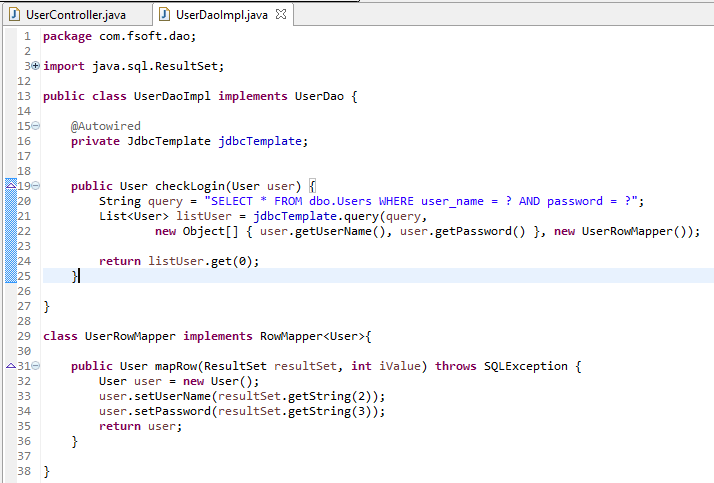 UserController.java UserDaoImpl.java
1 package com.fsoft.dao;
2
3 import java.sql.ResultSet;
12
13 public class UserDaoImpl implements UserDao {
14
15 @Autowired
16 private JdbcTemplate jdbcTemplate;
17
18
19 public User checkLogin(User user) {
20 String query = "SELECT * FROM dbo.Users WHERE user_name = ? AND password = ?";
21 List<User> listUser = jdbcTemplate.query(query,
22 new Object[] { user.getUserName(), user.getPassword() }, new UserRowMapper());
23
24 return listUser.get(0);
25 }
26
27 }
28
29 class UserRowMapper implements RowMapper<User>{
30
31 public User mapRow(ResultSet resultSet, int iValue) throws SQLException {
32 User user = new User();
33 user.setUserName(resultSet.getString(2));
34 user.setPassword(resultSet.getString(3));
35 return user;
36 }
37
38 }